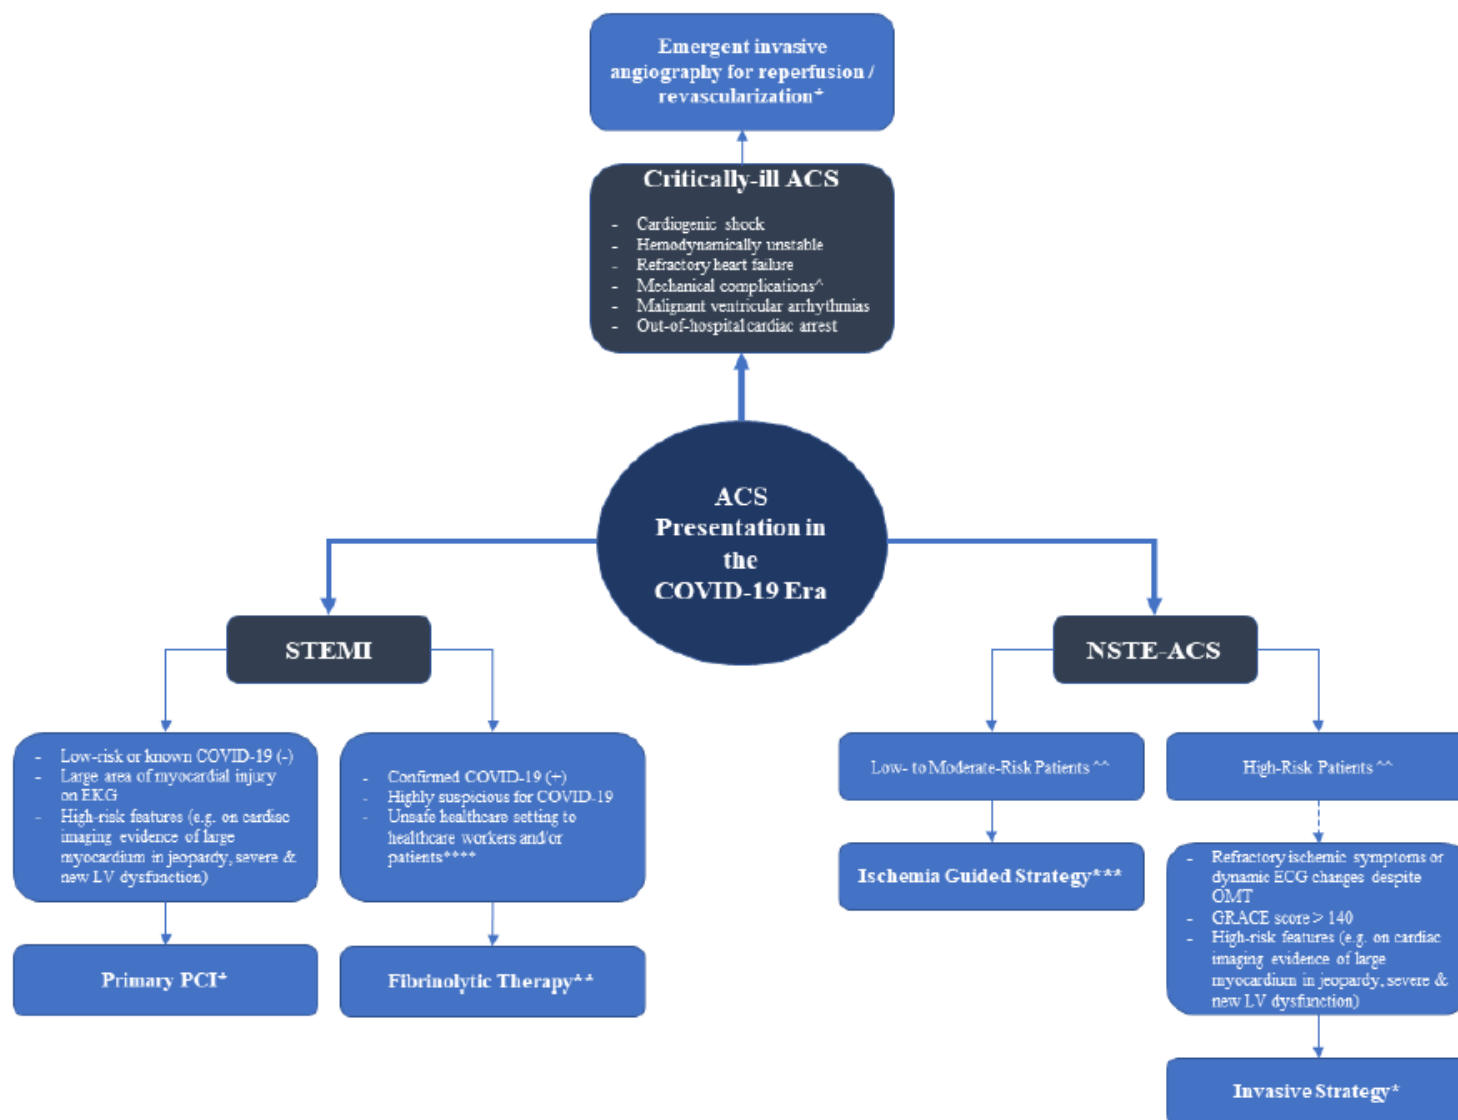 Emergent invasive
angiography for reperfusion /
revascularization*
Critically-ill ACS
- Cardiogenic shock
- Hemodynamically unstable
- Refractory heart failure
- Mechanical complications^
- Malignant ventricular arrhythmias
- Out-of-hospital cardiac arrest
ACS
Presentation in
the
COVID-19 Era
STEMI
- Low-risk or known COVID-19 (-)
- Large area of myocardial injury
on EKG
- High-risk features (e.g. on cardiac
imaging evidence of large
myocardium in jeopardy, severe &
new LV dysfunction)
Primary PCI*
- Confirmed COVID-19 (+)
- Highly suspicious for COVID-19
- Unsafe healthcare setting to
healthcare workers and/or
patients****
Fibrinolytic Therapy**
NSTE-ACS
Low- to Moderate-Risk Patients ^^
Ischemia Guided Strategy***
High-Risk Patients ^^
- Refractory ischemic symptoms or
dynamic ECG changes despite
OMT
- GRACE score > 140
- High-risk features (e.g. on cardiac
imaging evidence of large
myocardium in jeopardy, severe &
new LV dysfunction)
Invasive Strategy*